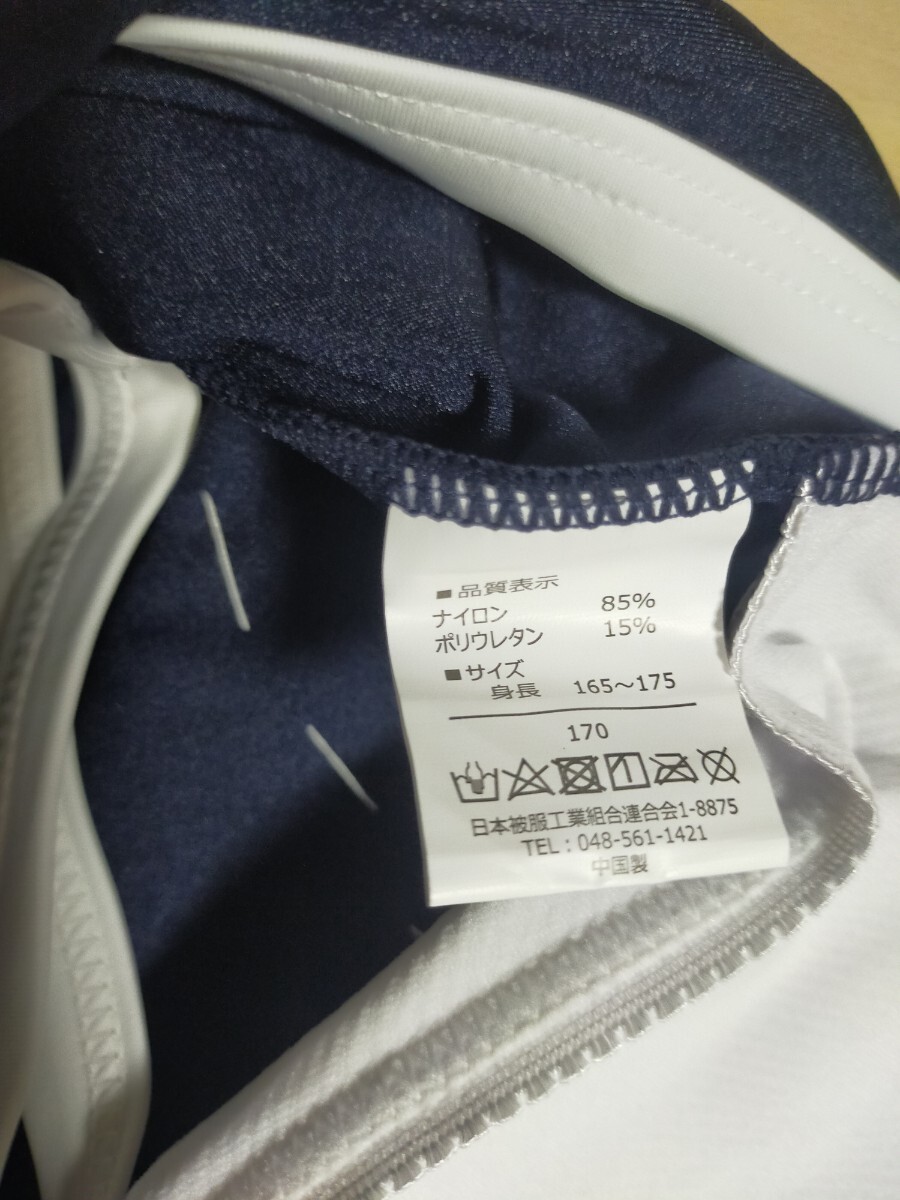 ■品質表示
ナイロン 85%
ポリウレタン 15%
■サイズ
身長 165～175
170
日本被服工業組合連合会1-8875
TEL：048-561-1421
中国製